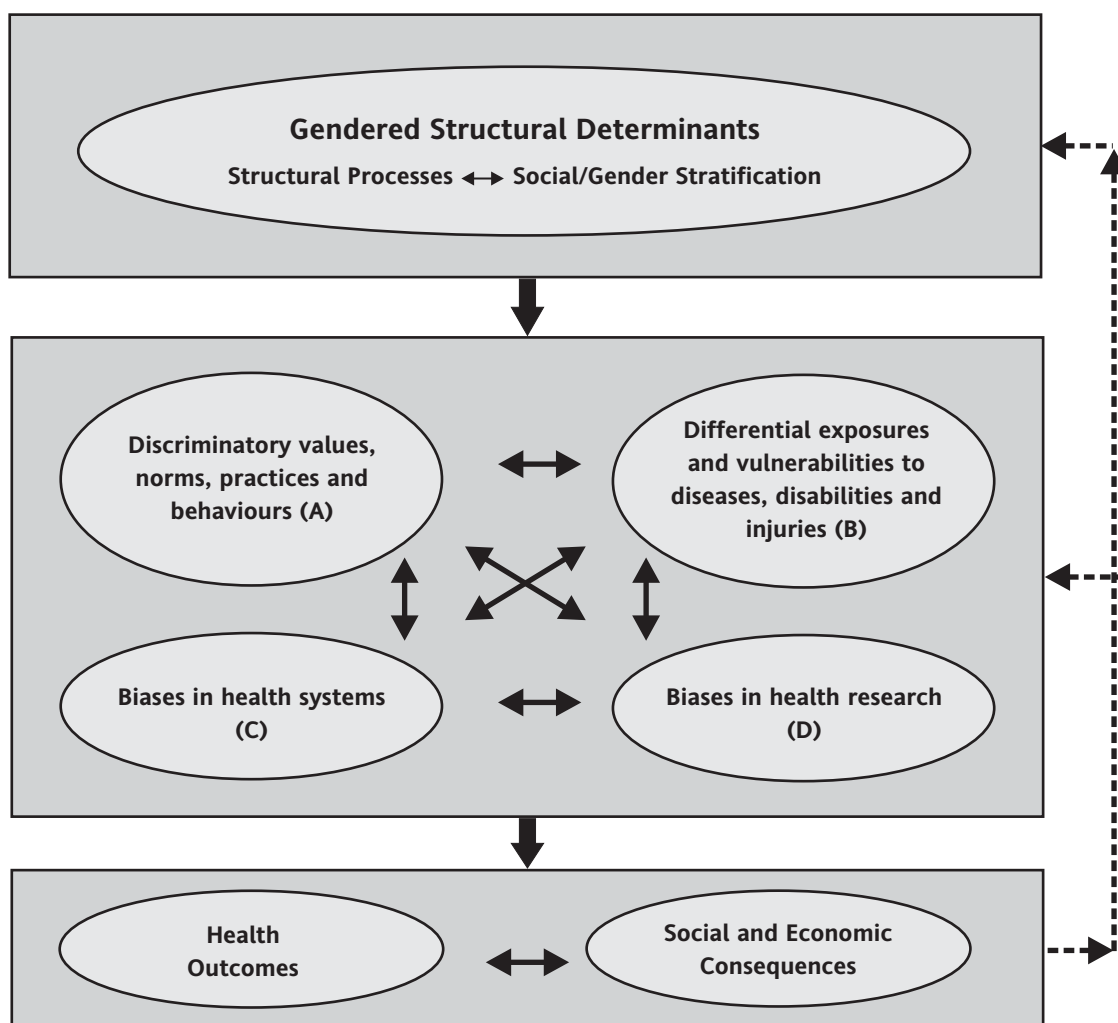 Gendered Structural Determinants
Structural Processes ↔ Social/Gender Stratification
Discriminatory values,
norms, practices and
behaviours (A)
Differential exposures
and vulnerabilities to
diseases, disabilities and
injuries (B)
Biases in health systems
(C)
Biases in health research
(D)
Health
Outcomes
Social and Economic
Consequences